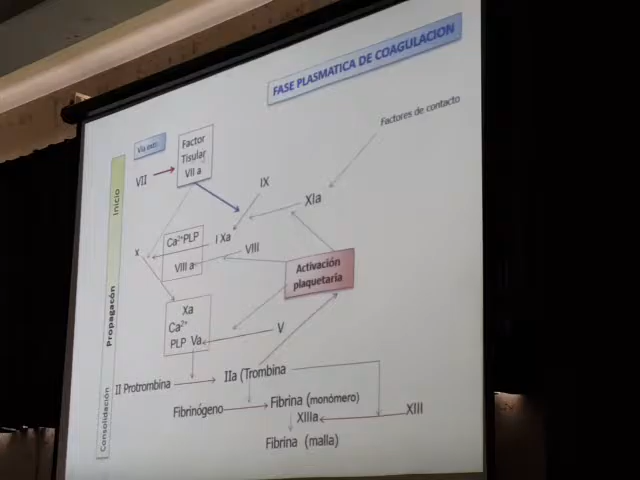 FASE PLASMATICA DE COAGULACION
Factores de contacto
Vía extr
Factor
Tisular
VII a
VII
IX
XIa
Inicio
Ca²⁺PLP
I Xa
VIII
x
VIII a
Activación
plaquetaria
Propagacón
Xa
Ca²⁺
PLP Va
V
II Protrombina
IIa (Trombina
Consolidación
Fibrinógeno
Fibrina (monómero)
XIIIa
XIII
Fibrina (malla)